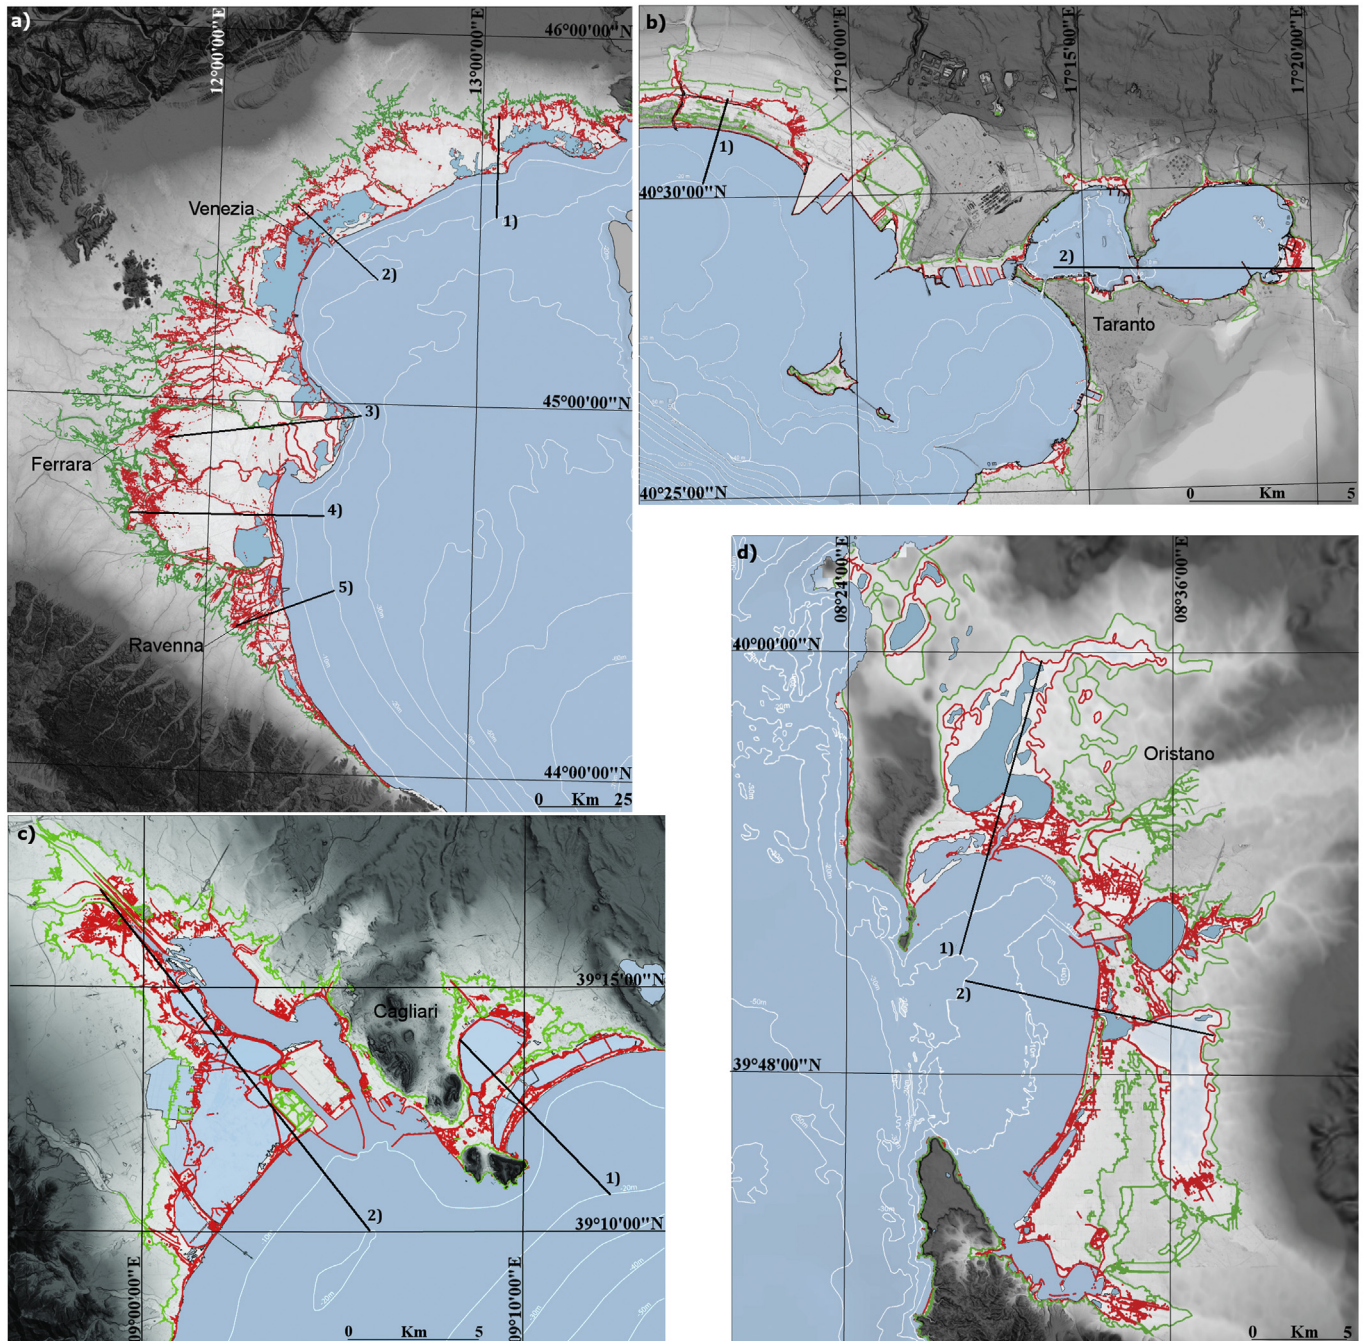 a)
12°00'00"E
13°00'00"E
46°00'00"N
Venezia
1)
2)
45°00'00"N
3)
Ferrara
4)
5)
Ravenna
44°00'00"N
0 Km 25
b)
17°10'00"E
17°15'00"E
17°20'00"E
1)
40°30'00"N
2)
Taranto
40°25'00"N
0 Km 5
c)
39°15'00"N
Cagliari
1)
2)
39°10'00"N
09°00'00"E
09°10'00"E
-20m
0 Km 5
d)
08°24'00"E
08°36'00"E
40°00'00"N
Oristano
1)
2)
39°48'00"N
0 Km 5